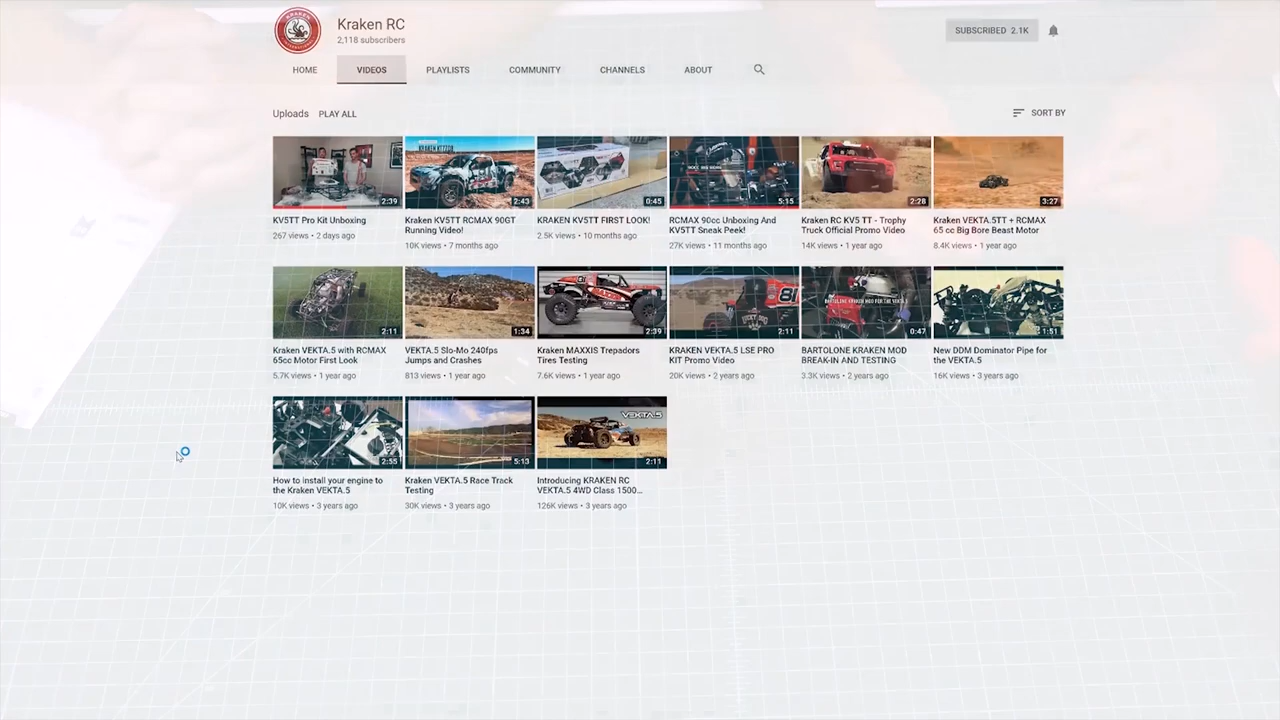 Kraken RC
2,118 subscribers
SUBSCRIBED 2.1K
HOME
VIDEOS
PLAYLISTS
COMMUNITY
CHANNELS
ABOUT
Uploads
PLAY ALL
SORT BY
2:39
2:43
0:45
5:15
2:28
3:27
KV5TT Pro Kit Unboxing
267 views • 2 days ago
Kraken KV5TT RCMAX 90GT
Running Video!
10K views • 7 months ago
KRAKEN KV5TT FIRST LOOK!
2.5K views • 10 months ago
RCMAX 90cc Unboxing And
KV5TT Sneak Peek!
27K views • 11 months ago
Kraken RC KV5 TT - Trophy
Truck Official Promo Video
14K views • 1 year ago
Kraken VEKTA.5TT + RCMAX
65 cc Big Bore Beast Motor
8.4K views • 1 year ago
2:11
1:34
2:39
2:11
BARTOLONE KRAKEN MOD FOR THE VEKTA.5
0:47
1:51
Kraken VEKTA.5 with RCMAX
65cc Motor First Look
5.7K views • 1 year ago
VEKTA.5 Slo-Mo 240fps
Jumps and Crashes
813 views • 1 year ago
Kraken MAXXIS Trepadors
Tires Testing
7.6K views • 1 year ago
KRAKEN VEKTA.5 LSE PRO
KIT Promo Video
20K views • 2 years ago
BARTOLONE KRAKEN MOD
BREAK-IN AND TESTING
3.3K views • 2 years ago
New DDM Dominator Pipe for
the VEKTA.5
16K views • 3 years ago
2:55
5:13
VEKTA.5
2:11
How to install your engine to
the Kraken VEKTA.5
10K views • 3 years ago
Kraken VEKTA.5 Race Track
Testing
30K views • 3 years ago
Introducing KRAKEN RC
VEKTA.5 4WD Class 1500...
126K views • 3 years ago